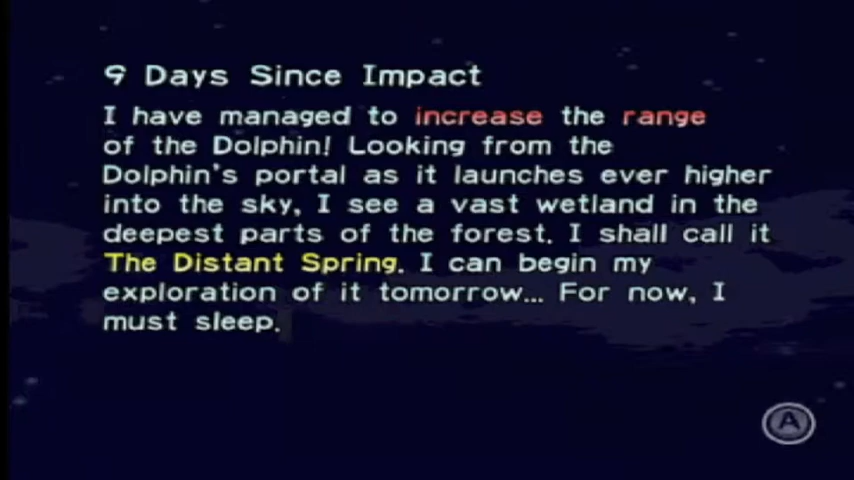 9 Days Since Impact
I have managed to increase the range
of the Dolphin! Looking from the
Dolphin's portal as it launches ever higher
into the sky, I see a vast wetland in the
deepest parts of the forest. I shall call it
The Distant Spring. I can begin my
exploration of it tomorrow... For now, I
must sleep.
A